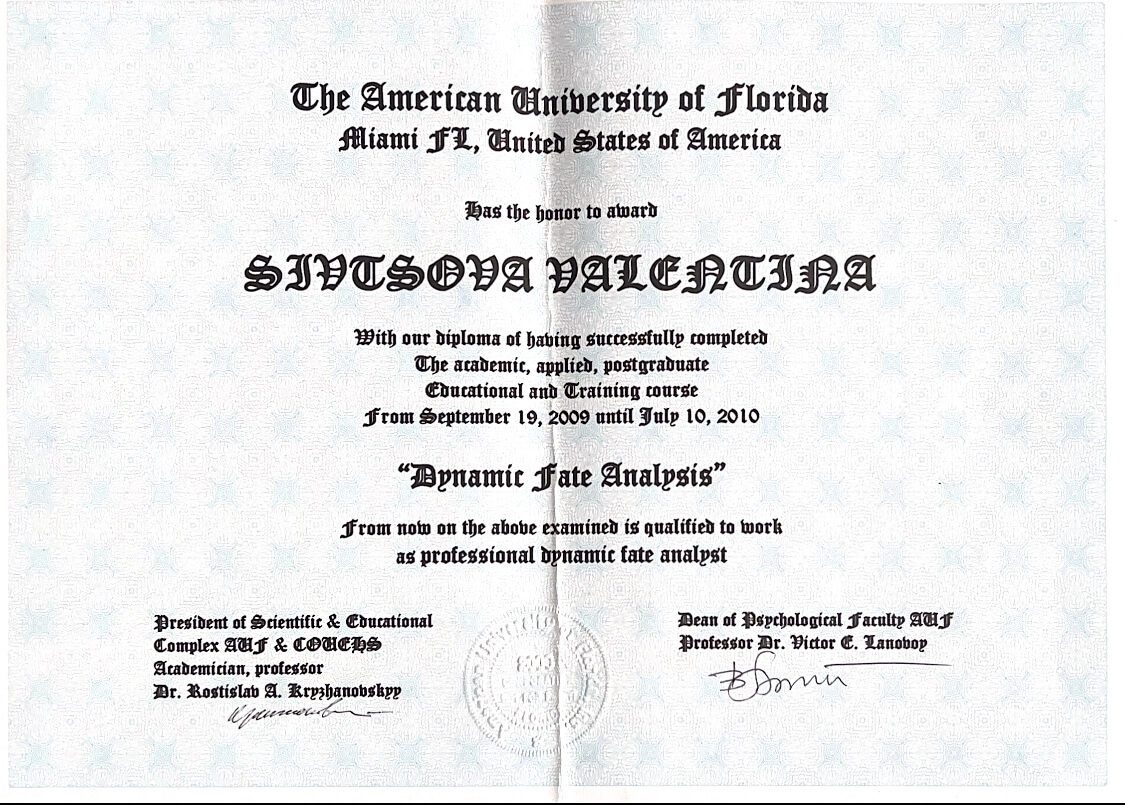 The American University of Florida
Miami FL, United States of America
Has the honor to award
SIVTSOVA VALENTINA
With our diploma of having successfully completed
The academic, applied, postgraduate
Educational and Training course
From September 19, 2009 until July 10, 2010
“Dynamic Fate Analysis”
From now on the above examined is qualified to work
as professional dynamic fate analyst
President of Scientific & Educational
Complex AUF & COUEHS
Academician, professor
Dr. Rostislav A. Kryzhanovskyy
Dean of Psychological Faculty AUF
Professor Dr. Victor E. Lanovoy